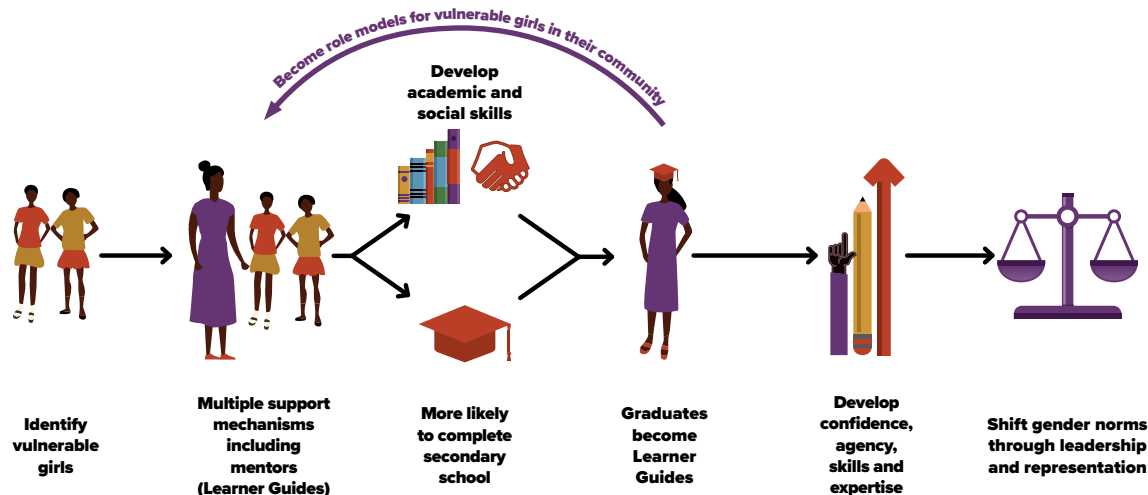 Become role models for vulnerable girls in their community
Develop
academic and
social skills
Identify
vulnerable
girls
Multiple support
mechanisms
including
mentors
(Learner Guides)
More likely
to complete
secondary
school
Graduates
become
Learner
Guides
Develop
confidence,
agency,
skills and
expertise
Shift gender norms
through leadership
and representation